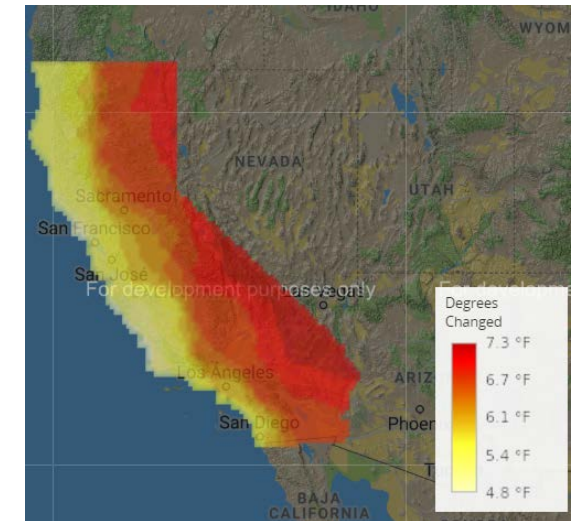 IDAHO
WYOM
NEVADA
UTAH
Sacramento
San Francisco
San José
For development purposes only
Las Vegas
For developme
Los Angeles
ARIZ
Phoen
San Diego
BAJA
CALIFORNIA
Degrees
Changed
7.3 °F
6.7 °F
6.1 °F
5.4 °F
4.8 °F